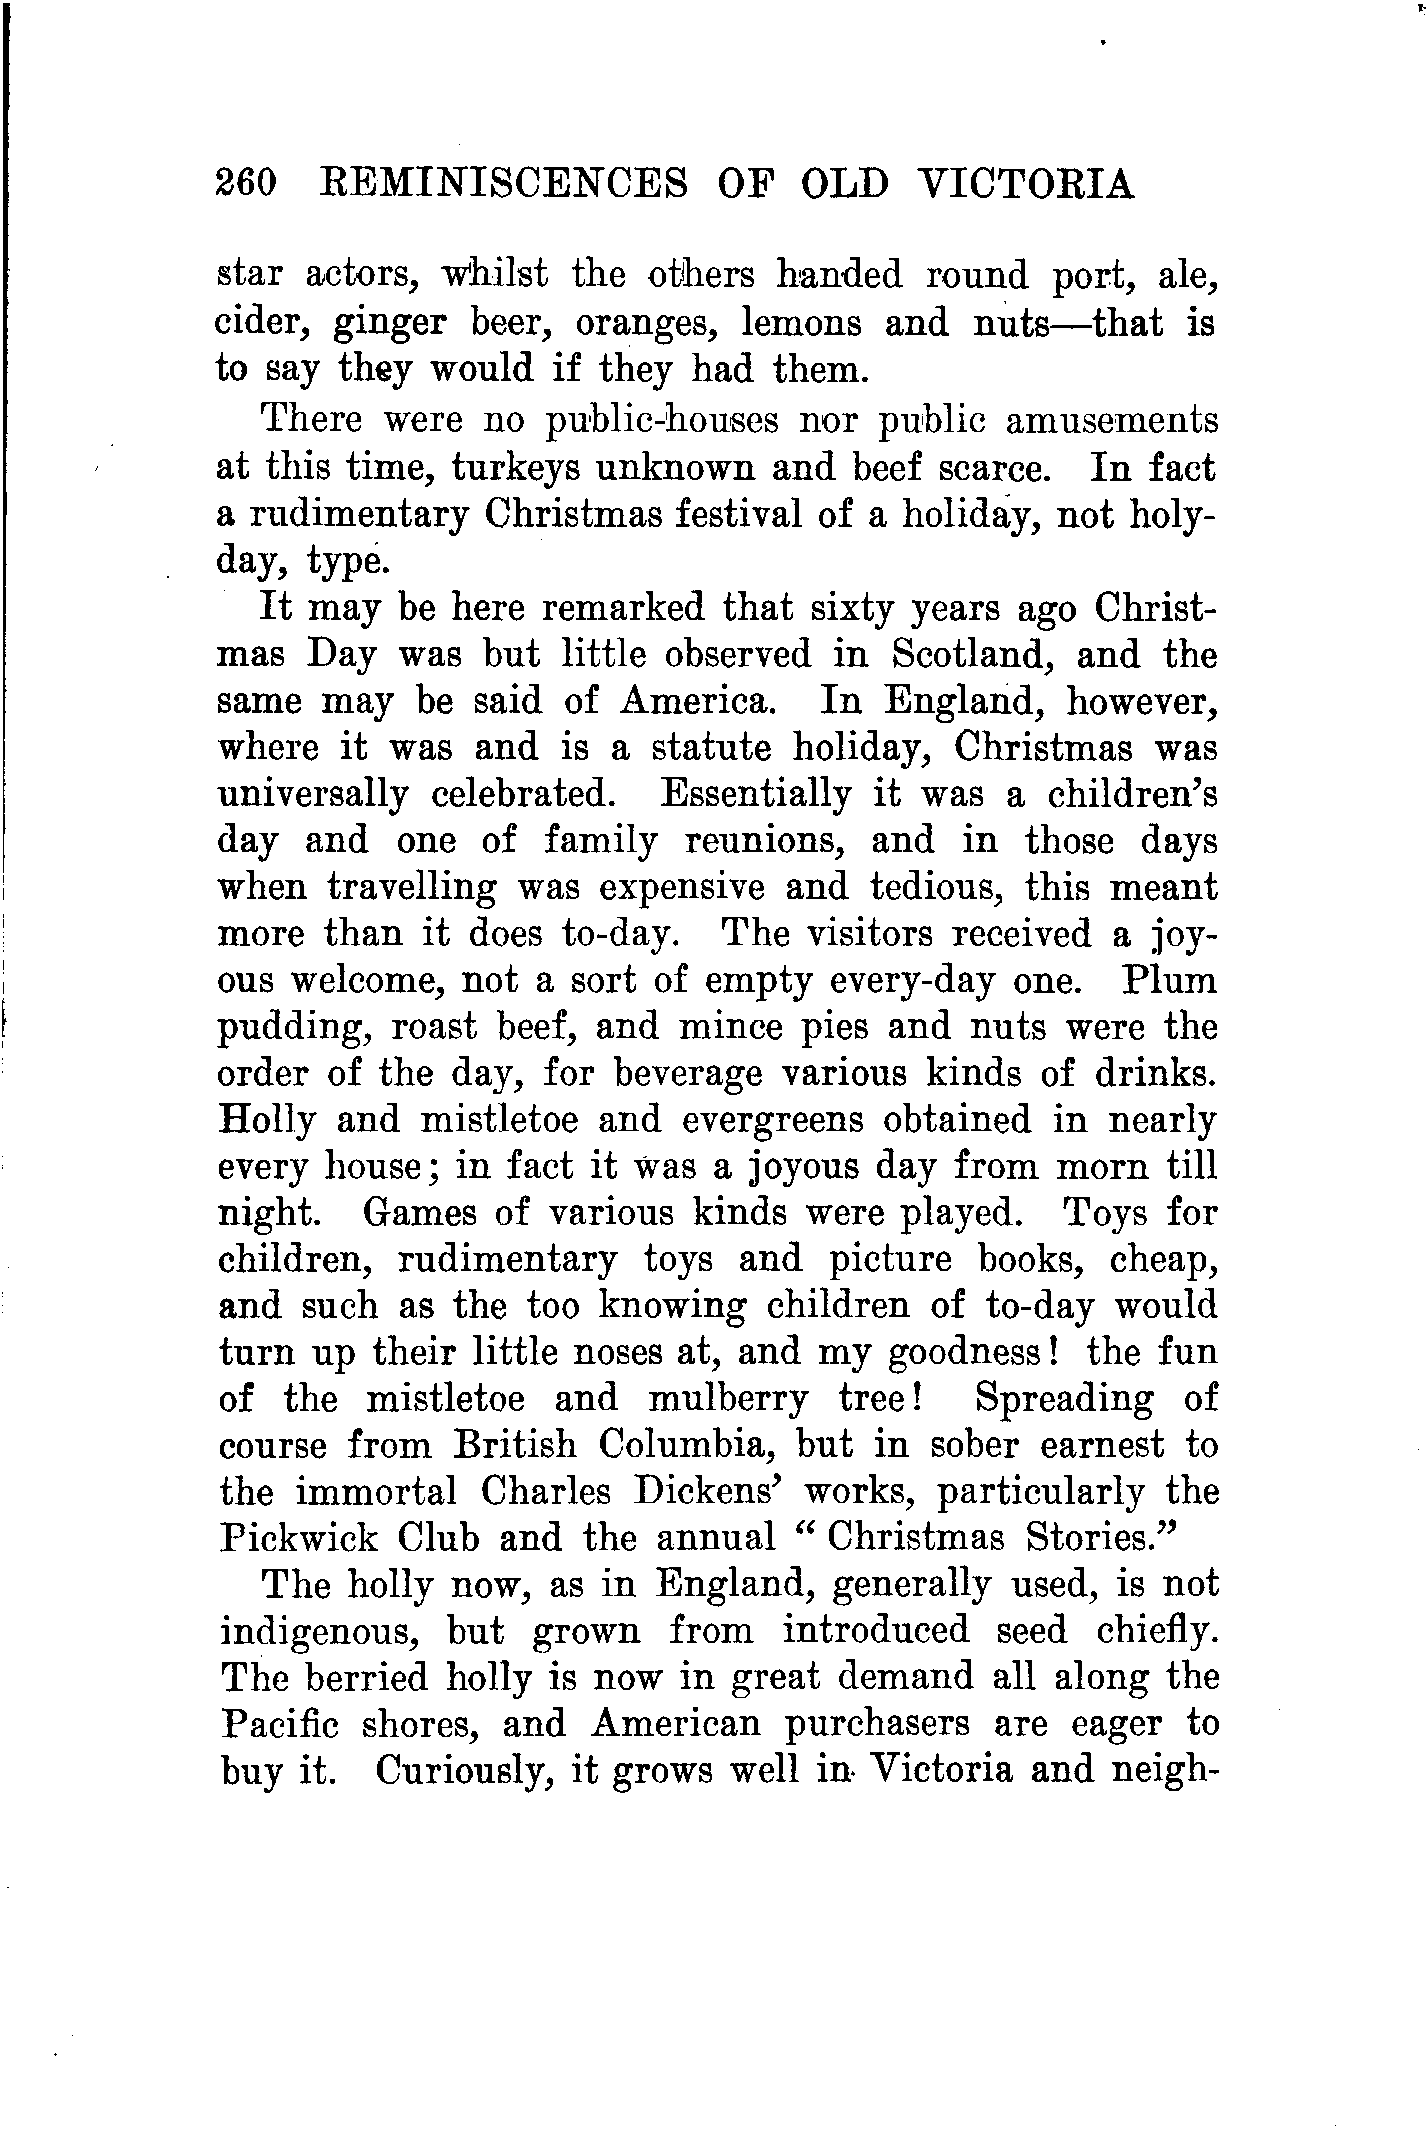 260 REMINISCENCES OF OLD VICTORIA
star actors, whilst the others handed round port, ale,
cider, ginger beer, oranges, lemons and nuts—that is
to say they would if they had them.
There were no public-houses nor public amusements
at this time, turkeys unknown and beef scarce. In fact
a rudimentary Christmas festival of a holiday, not holy-
day, type.
It may be here remarked that sixty years ago Christ-
mas Day was but little observed in Scotland, and the
same may be said of America. In England, however,
where it was and is a statute holiday, Christmas was
universally celebrated. Essentially it was a children's
day and one of family reunions, and in those days
when travelling was expensive and tedious, this meant
more than it does to-day. The visitors received a joy-
ous welcome, not a sort of empty every-day one. Plum
pudding, roast beef, and mince pies and nuts were the
order of the day, for beverage various kinds of drinks.
Holly and mistletoe and evergreens obtained in nearly
every house; in fact it was a joyous day from morn till
night. Games of various kinds were played. Toys for
children, rudimentary toys and picture books, cheap,
and such as the too knowing children of to-day would
turn up their little noses at, and my goodness! the fun
of the mistletoe and mulberry tree! Spreading of
course from British Columbia, but in sober earnest to
the immortal Charles Dickens' works, particularly the
Pickwick Club and the annual "Christmas Stories."
The holly now, as in England, generally used, is not
indigenous, but grown from introduced seed chiefly.
The berried holly is now in great demand all along the
Pacific shores, and American purchasers are eager to
buy it. Curiously, it grows well in Victoria and neigh-